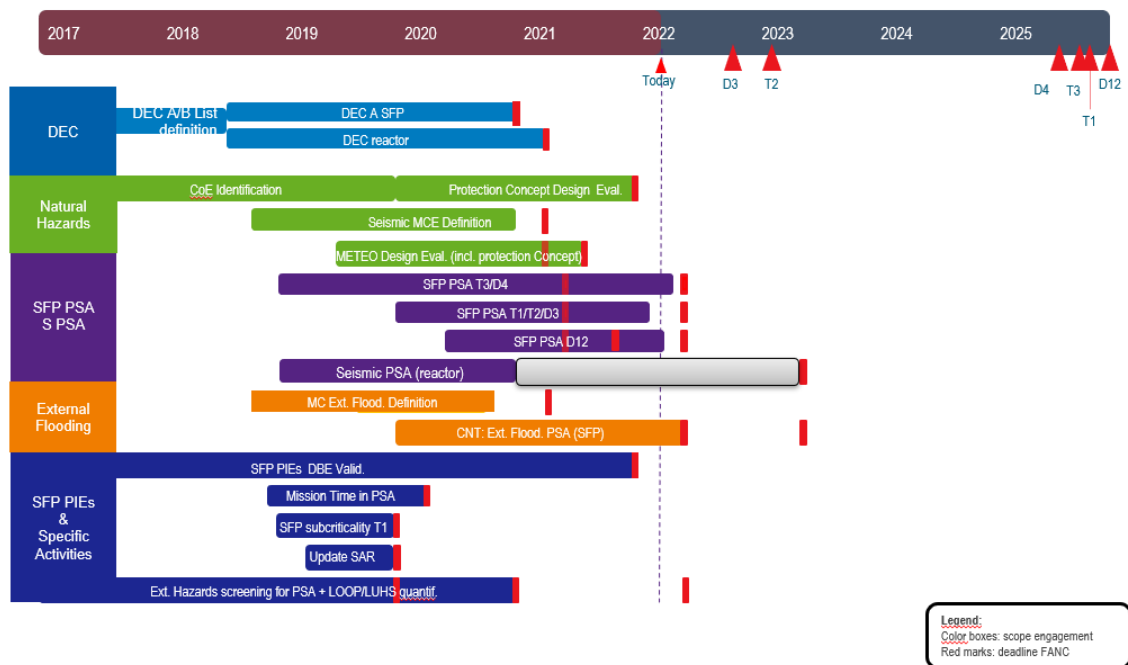 2017 2018 2019 2020 2021 2022 2023 2024 2025
Today
D3
T2
D4
T3
D12
T1
DEC
DEC A/B List
definition
DEC A SFP
DEC reactor
Natural
Hazards
CoE Identification
Protection Concept Design Eval.
Seismic MCE Definition
METEO Design Eval. (incl. protection Concept)
SFP PSA
S PSA
SFP PSA T3/D4
SFP PSA T1/T2/D3
SFP PSA D12
Seismic PSA (reactor)
External
Flooding
MC Ext. Flood. Definition
CNT: Ext. Flood. PSA (SFP)
SFP PIEs
&
Specific
Activities
SFP PIEs DBE Valid.
Mission Time in PSA
SFP subcriticality T1
Update SAR
Ext. Hazards screening for PSA + LOOP/LUHS quantif.
Legend:
Color boxes: scope engagement
Red marks: deadline FANC